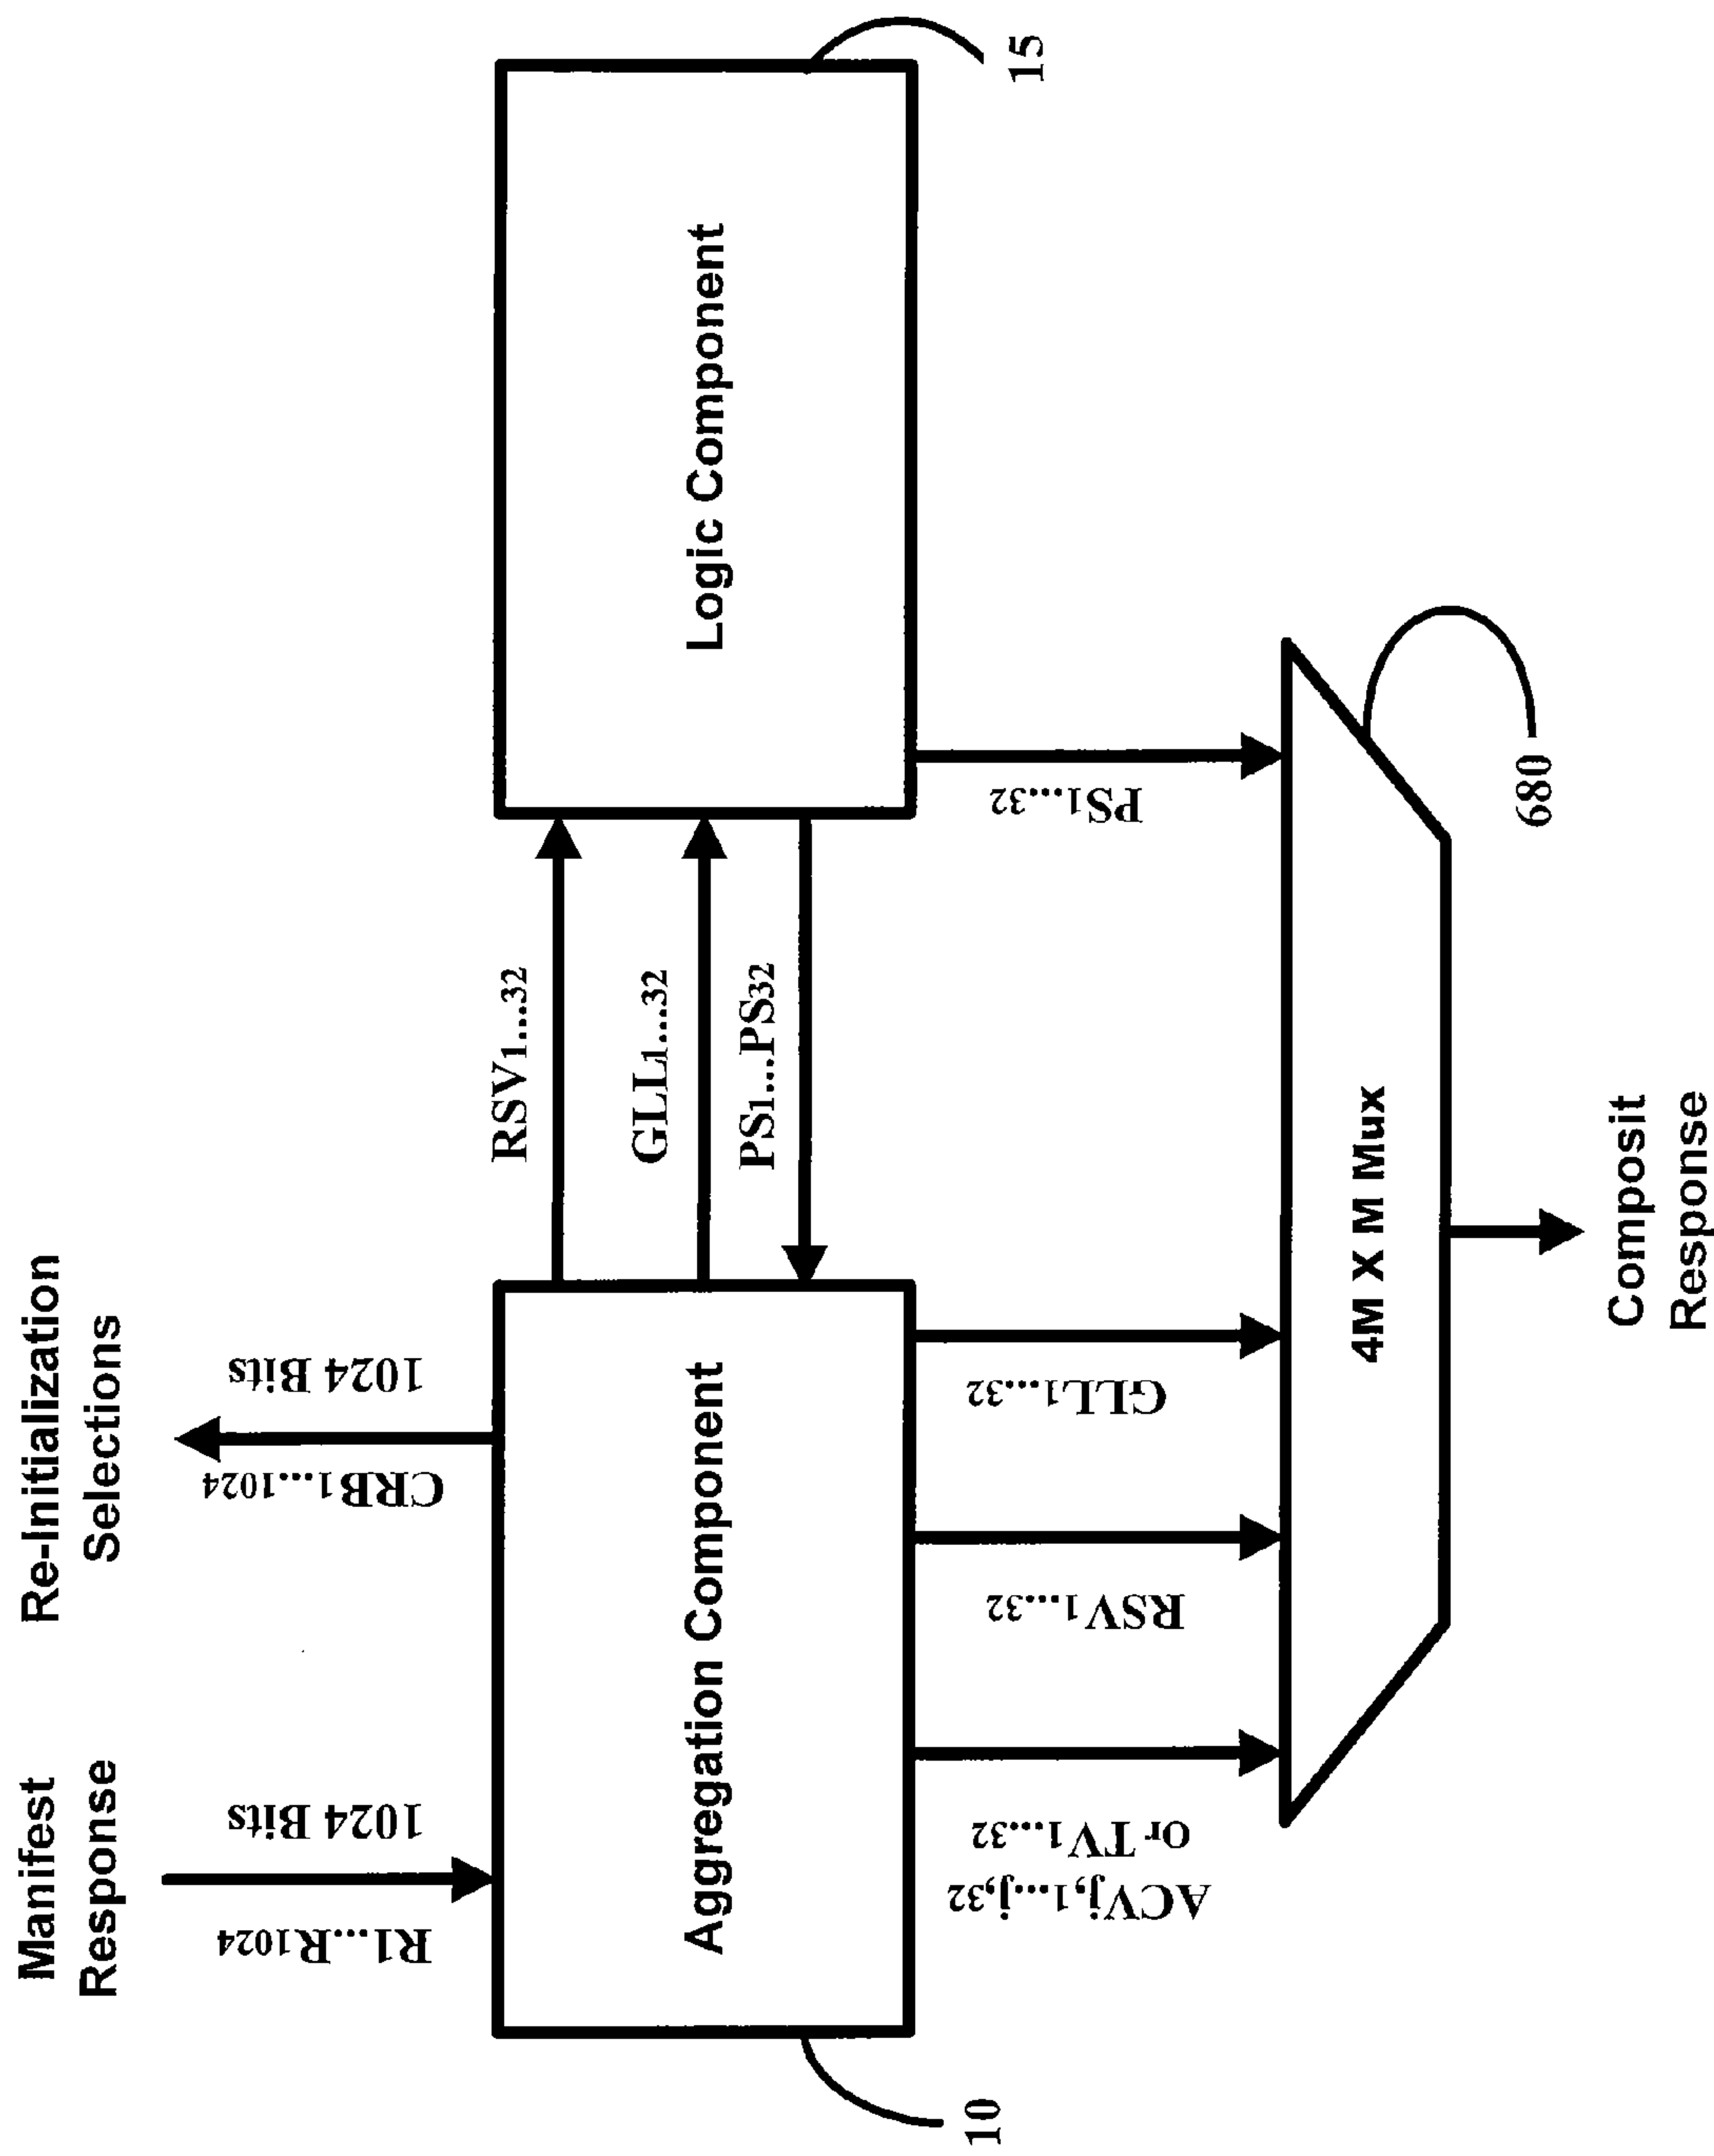 Manifest
Response
Re-Initialization
Selections
R1...R1024
1024 Bits
CRB1...1024
1024 Bits
Aggregation Component
10
RSV1...32
GLL1...32
PS1...PS32
Logic Component
15
ACVj,1...j,32
or TV1...32
RSV1...32
GLL1...32
PS1...32
4M X M Mux
680
Composit
Response